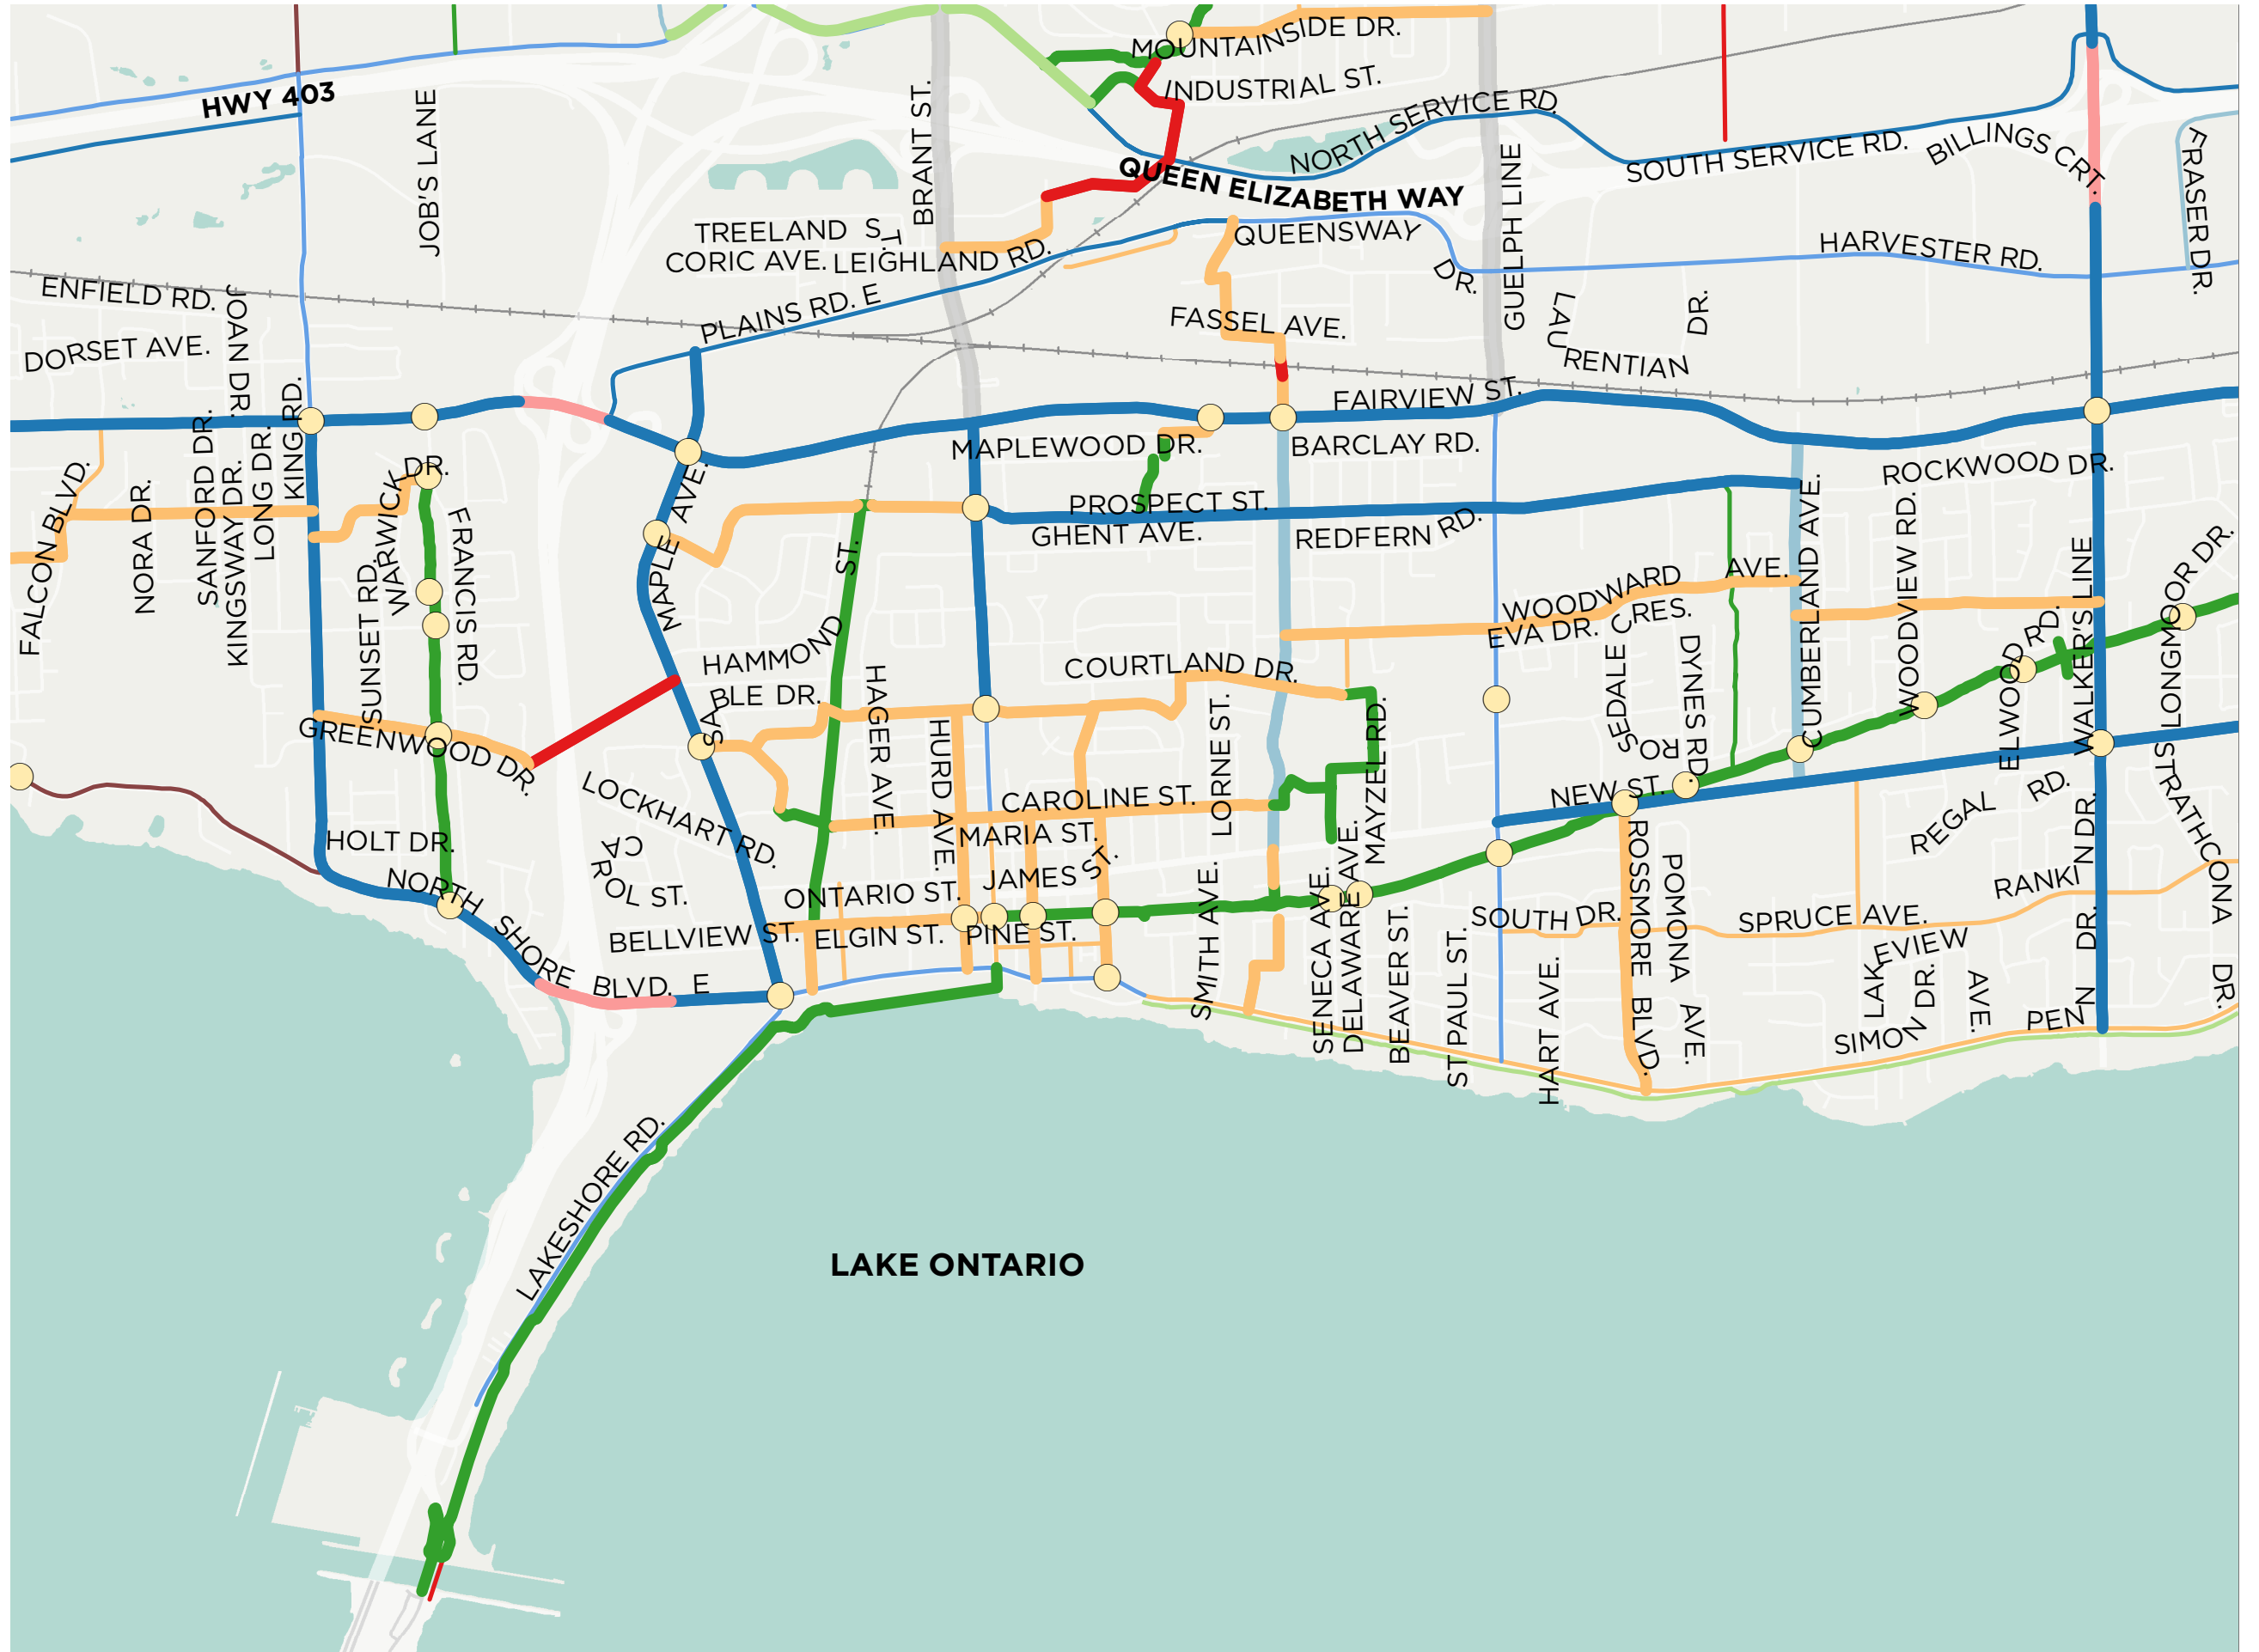 MOUNTAINSIDE DR.
INDUSTRIAL ST.
HWY 403
JOB'S LANE
BRANT ST.
NORTH SERVICE RD.
QUEEN ELIZABETH WAY
GUELPH LINE
SOUTH SERVICE RD.
BILLINGS CRT.
FRASER DR.
TREELAND ST.
CORIC AVE.
LEIGHLAND RD.
QUEENSWAY DR.
HARVESTER RD.
ENFIELD RD.
JOAN DR.
DORSET AVE.
PLAINS RD. E
FASSEL AVE.
LAURENTIAN DR.
FAIRVIEW ST.
KING RD.
LONG DR.
SANFORD DR.
KINGSWAY DR.
NORA DR.
FALCON BLVD.
WARWICK DR.
FRANCIS RD.
SUNSET RD.
MAPLE AVE.
MAPLEWOOD DR.
BARCLAY RD.
PROSPECT ST.
GHENT AVE.
REDFERN RD.
ROCKWOOD DR.
WOODWARD AVE.
EVA DR.
ROSEDALE CRES.
DYNES RD.
CUMBERLAND AVE.
WOODVIEW RD.
ELWOOD RD.
WALKER'S LINE
LONGMOOR DR.
HAMMOND ST.
SABLE DR.
HAGER AVE.
HURD AVE.
COURTLAND DR.
LORNE ST.
MAYZEL RD.
GREENWOOD DR.
LOCKHART RD.
HOLT DR.
CAROL ST.
CAROLINE ST.
MARIA ST.
NEW ST.
REGAL RD.
STRATHCONA DR.
NORTH SHORE BLVD. E
ONTARIO ST.
JAMES ST.
BELLVIEW ST.
ELGIN ST.
PINE ST.
SMITH AVE.
SENECA AVE.
DELAWARE AVE.
BEAVER ST.
ST PAUL ST.
SOUTH DR.
HART AVE.
ROSSMORE BLVD.
POMONA AVE.
SPRUCE AVE.
LAKEVIEW AVE.
SIMON DR.
RANKIN DR.
PENN DR.
LAKESHORE RD.
LAKE ONTARIO